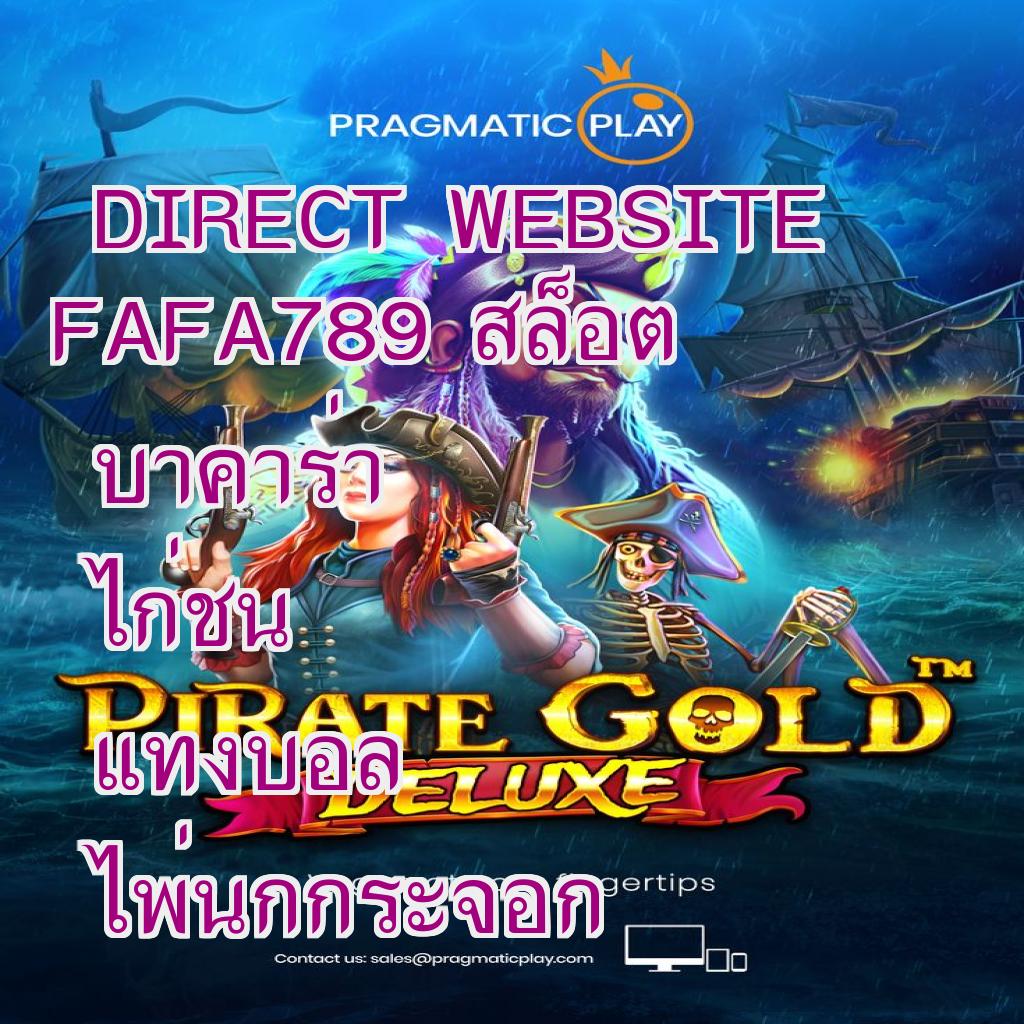 PRAGMATIC PLAY
DIRECT WEBSITE
FAFA789 สล็อต
บาคาร่า
ไก่ชน
PIRATE GOLD™
แทงบอล
DELUXE
ไพ่นกกระจอก
fingertips
Contact us: sales@pragmaticplay.com